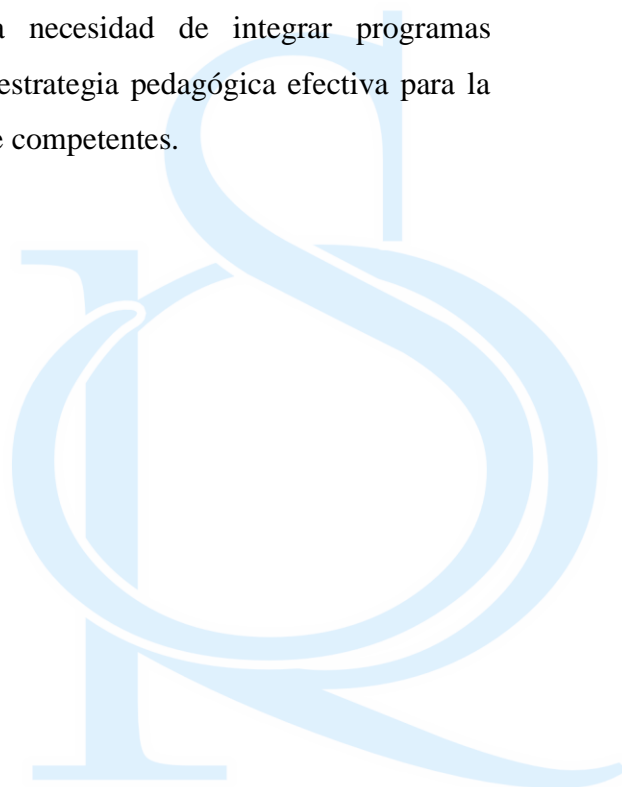 necesidad de integrar programas
estrategia pedagógica efectiva para la
competentes.